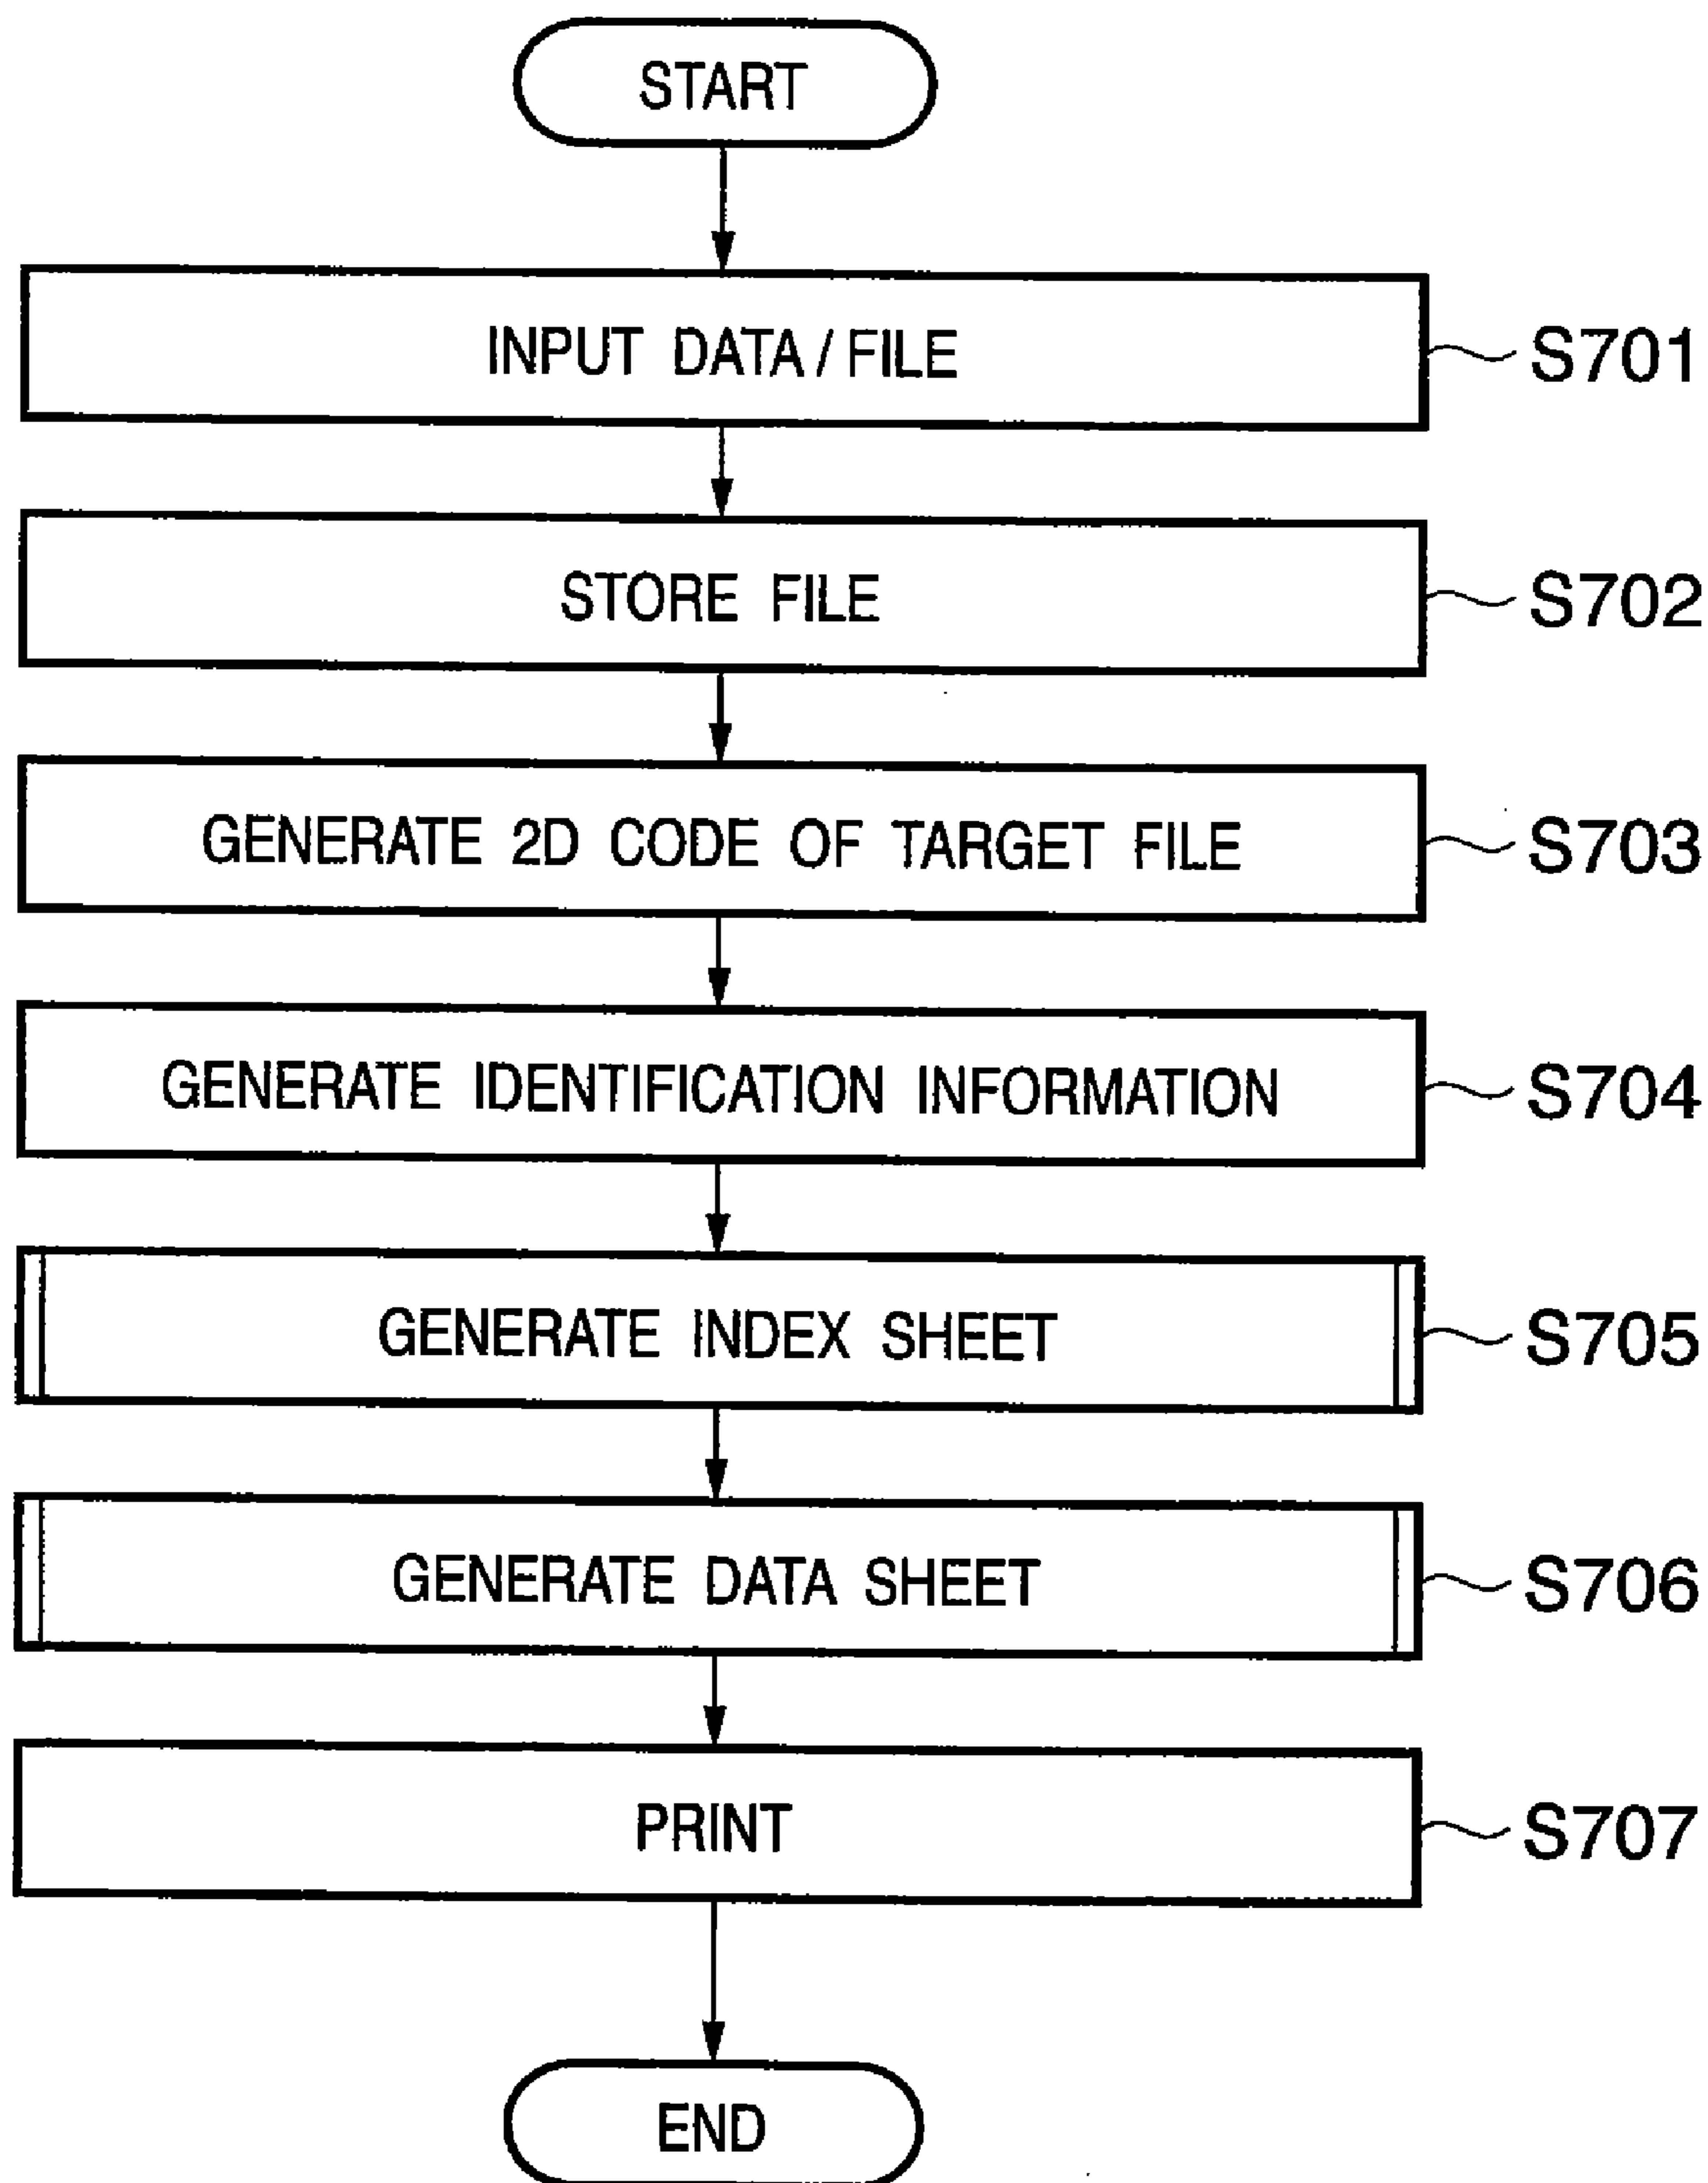 START
INPUT DATA / FILE S701
STORE FILE S702
GENERATE 2D CODE OF TARGET FILE S703
GENERATE IDENTIFICATION INFORMATION S704
GENERATE INDEX SHEET S705
GENERATE DATA SHEET S706
PRINT S707
END